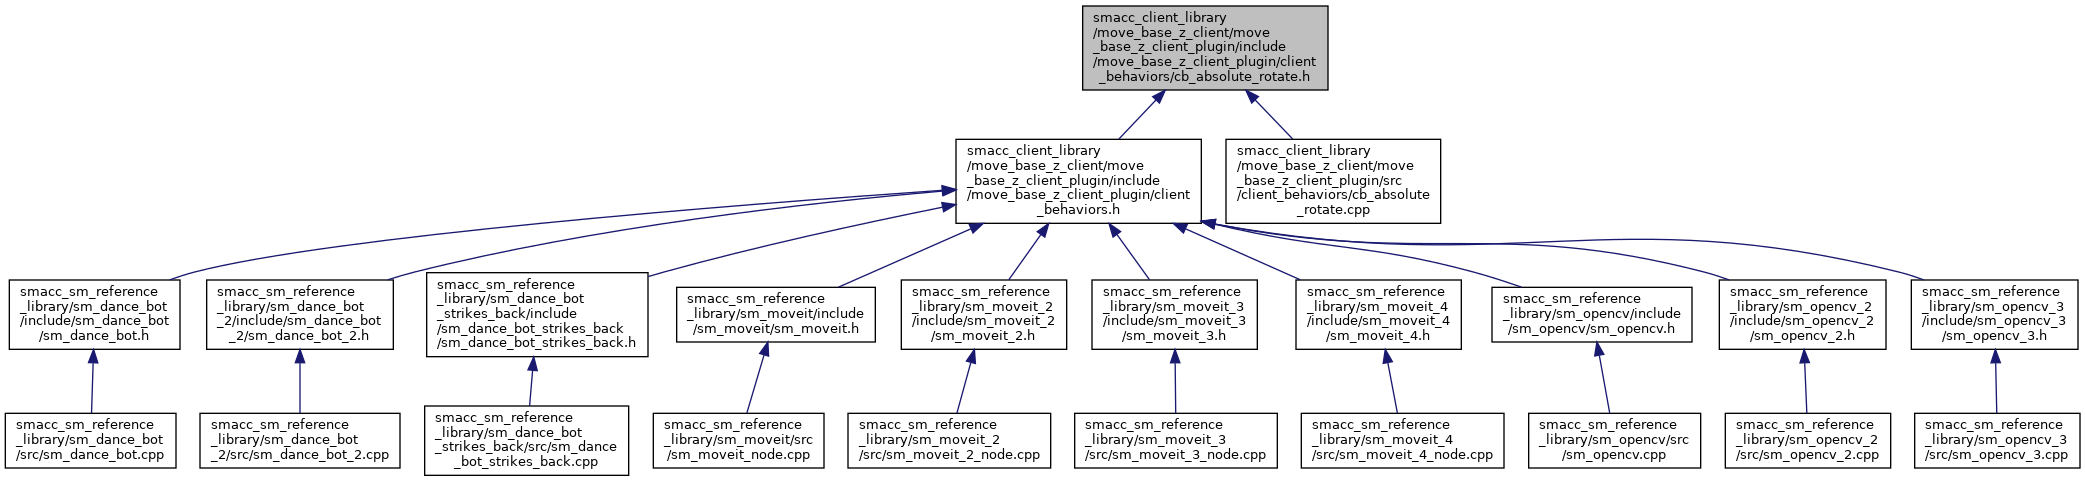 smacc_client_library
/move_base_z_client/move
_base_z_client_plugin/include
/move_base_z_client_plugin/client
_behaviors/cb_absolute_rotate.h
smacc_client_library
/move_base_z_client/move
_base_z_client_plugin/include
/move_base_z_client_plugin/client
_behaviors.h
smacc_client_library
/move_base_z_client/move
_base_z_client_plugin/src
/client_behaviors/cb_absolute
_rotate.cpp
smacc_sm_reference
_library/sm_dance_bot
/include/sm_dance_bot
/sm_dance_bot.h
smacc_sm_reference
_library/sm_dance_bot
_2/include/sm_dance_bot
_2/sm_dance_bot_2.h
smacc_sm_reference
_library/sm_dance_bot
_strikes_back/include
/sm_dance_bot_strikes_back
/sm_dance_bot_strikes_back.h
smacc_sm_reference
_library/sm_moveit/include
/sm_moveit/sm_moveit.h
smacc_sm_reference
_library/sm_moveit_2
/include/sm_moveit_2
/sm_moveit_2.h
smacc_sm_reference
_library/sm_moveit_3
/include/sm_moveit_3
/sm_moveit_3.h
smacc_sm_reference
_library/sm_moveit_4
/include/sm_moveit_4
/sm_moveit_4.h
smacc_sm_reference
_library/sm_opencv/include
/sm_opencv/sm_opencv.h
smacc_sm_reference
_library/sm_opencv_2
/include/sm_opencv_2
/sm_opencv_2.h
smacc_sm_reference
_library/sm_opencv_3
/include/sm_opencv_3
/sm_opencv_3.h
smacc_sm_reference
_library/sm_dance_bot
/src/sm_dance_bot.cpp
smacc_sm_reference
_library/sm_dance_bot
_2/src/sm_dance_bot_2.cpp
smacc_sm_reference
_library/sm_dance_bot
_strikes_back/src/sm_dance
_bot_strikes_back.cpp
smacc_sm_reference
_library/sm_moveit/src
/sm_moveit_node.cpp
smacc_sm_reference
_library/sm_moveit_2
/src/sm_moveit_2_node.cpp
smacc_sm_reference
_library/sm_moveit_3
/src/sm_moveit_3_node.cpp
smacc_sm_reference
_library/sm_moveit_4
/src/sm_moveit_4_node.cpp
smacc_sm_reference
_library/sm_opencv/src
/sm_opencv.cpp
smacc_sm_reference
_library/sm_opencv_2
/src/sm_opencv_2.cpp
smacc_sm_reference
_library/sm_opencv_3
/src/sm_opencv_3.cpp